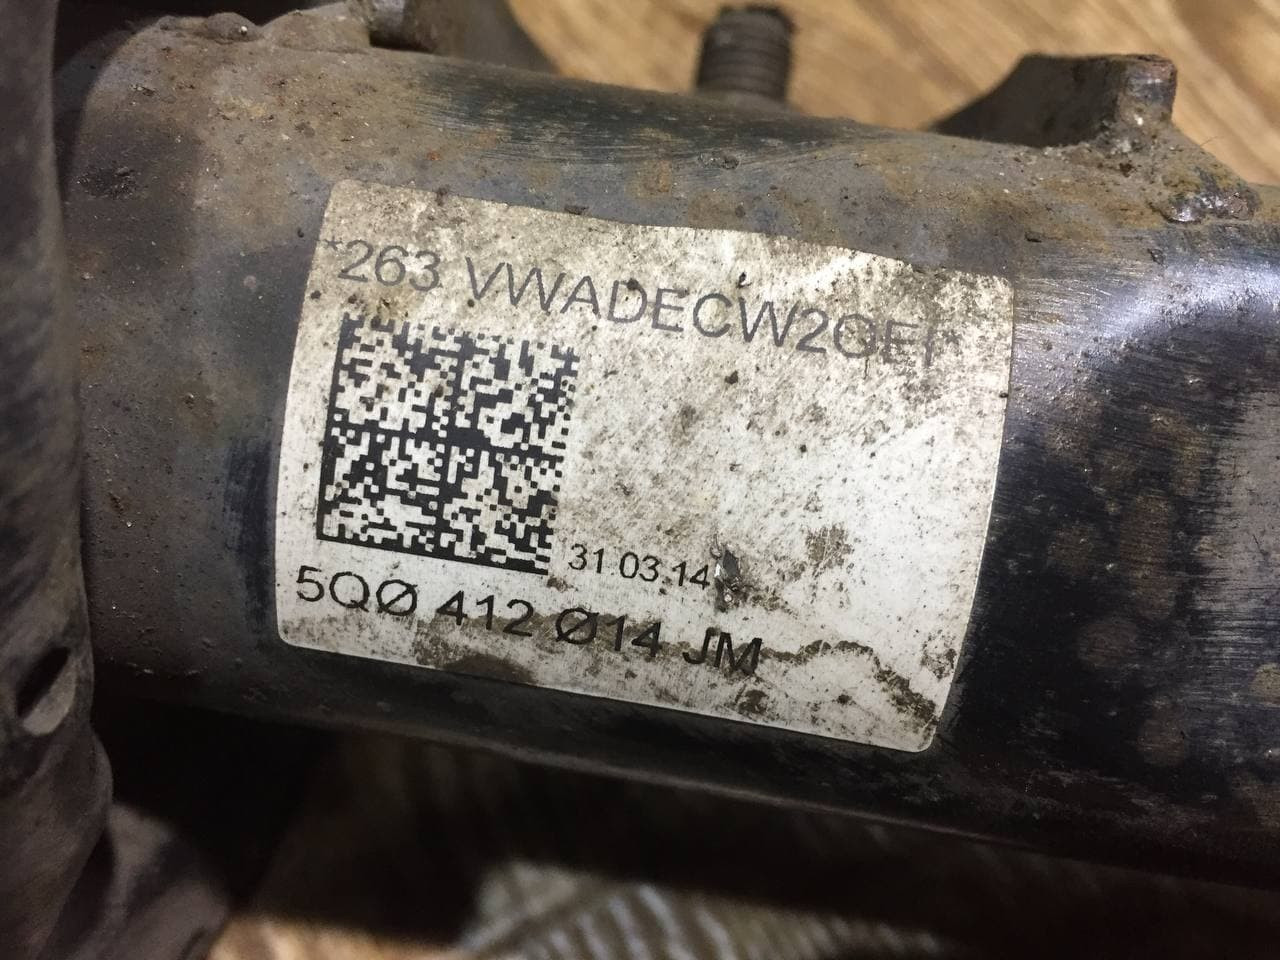 *263 VWADECW2OEI*
31.03.14
5QØ 412 Ø14 JM